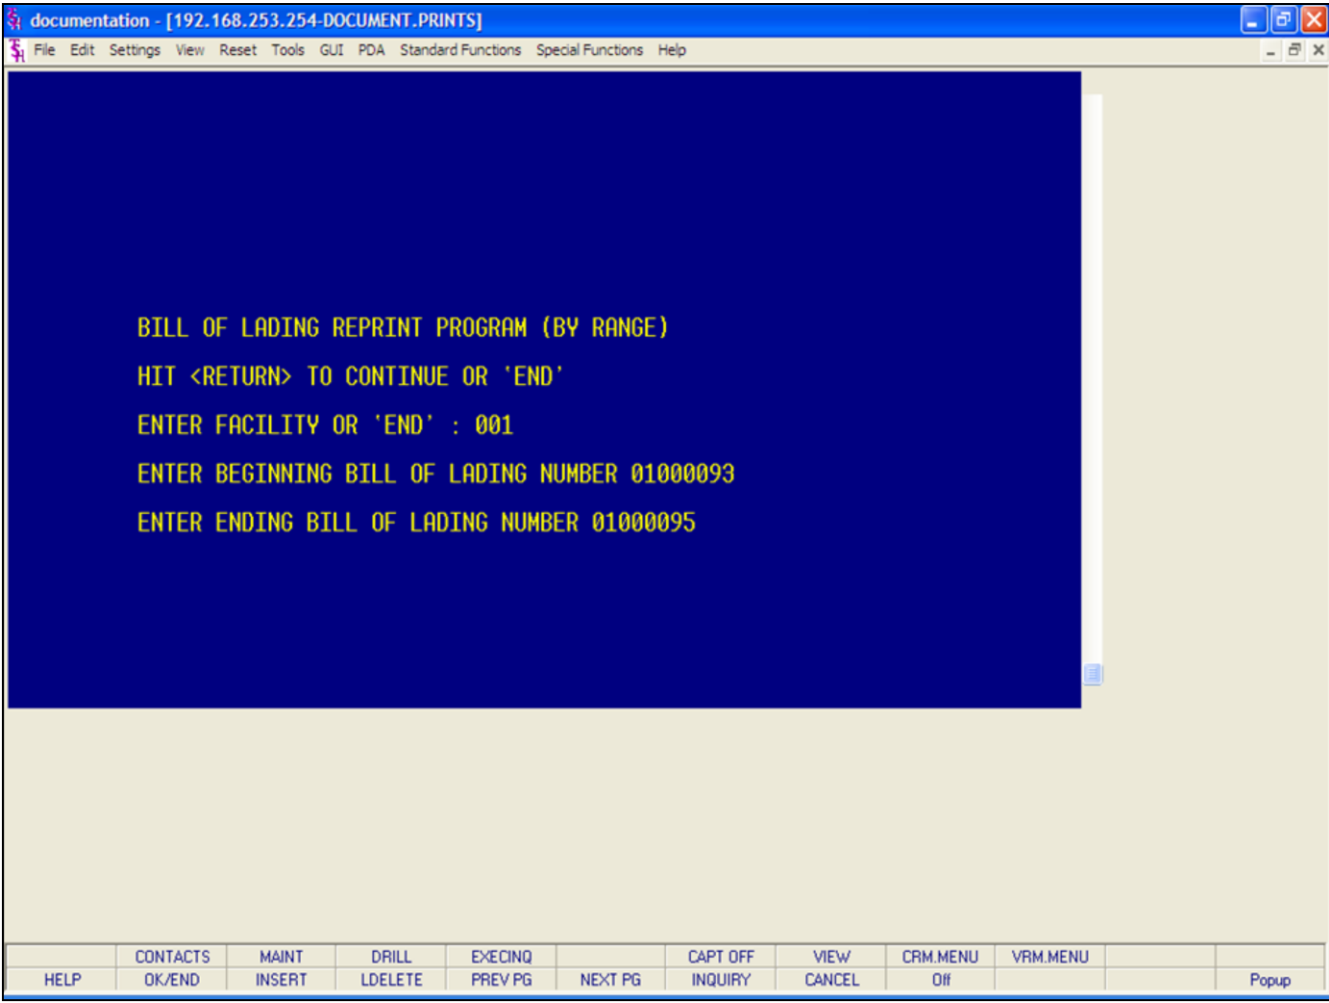 documentation - [192.168.253.254-DOCUMENT.PRINTS]
File Edit Settings View Reset Tools GUI PDA Standard Functions Special Functions Help
BILL OF LADING REPRINT PROGRAM (BY RANGE)
HIT <RETURN> TO CONTINUE OR 'END'
ENTER FACILITY OR 'END' : 001
ENTER BEGINNING BILL OF LADING NUMBER 01000093
ENTER ENDING BILL OF LADING NUMBER 01000095
CONTACTS MAINT DRILL EXECINQ CAPT OFF VIEW CRM.MENU VRM.MENU
HELP OK/END INSERT LDELETE PREV PG NEXT PG INQUIRY CANCEL Off Popup